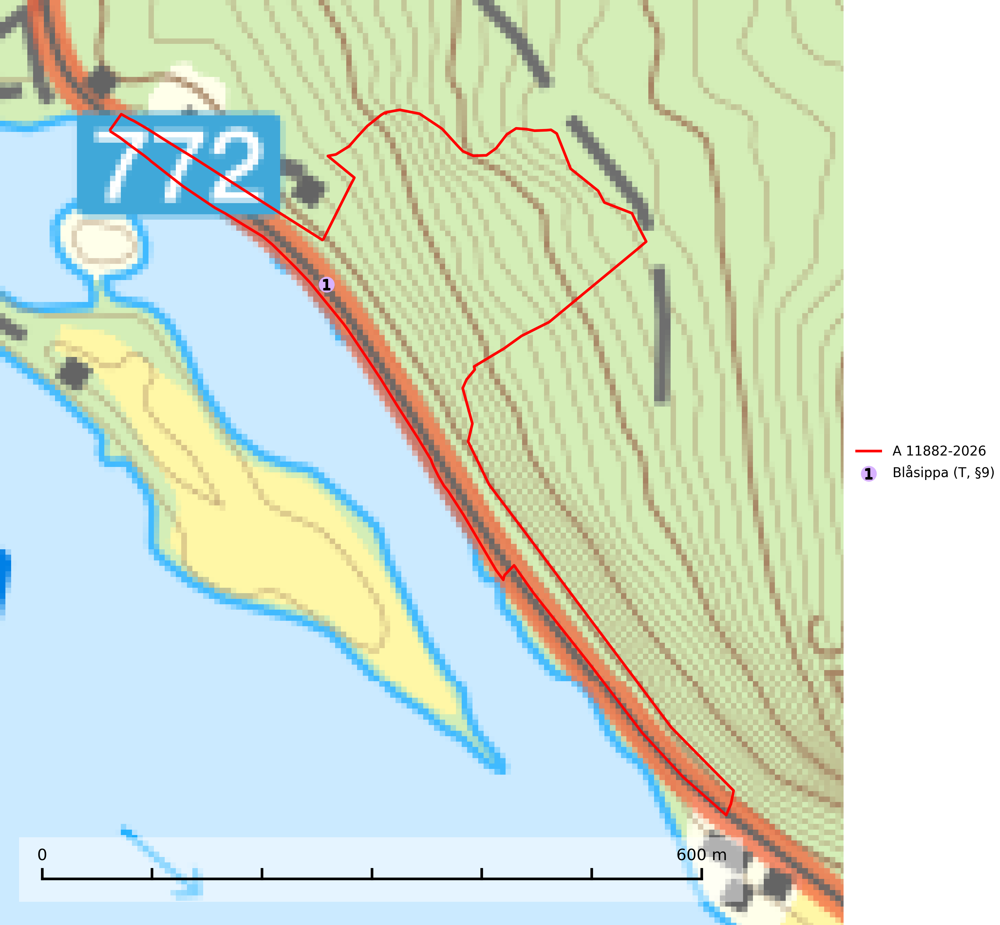 772
1
A 11882-2026
1 Blåsippa (T, §9)
0 600 m